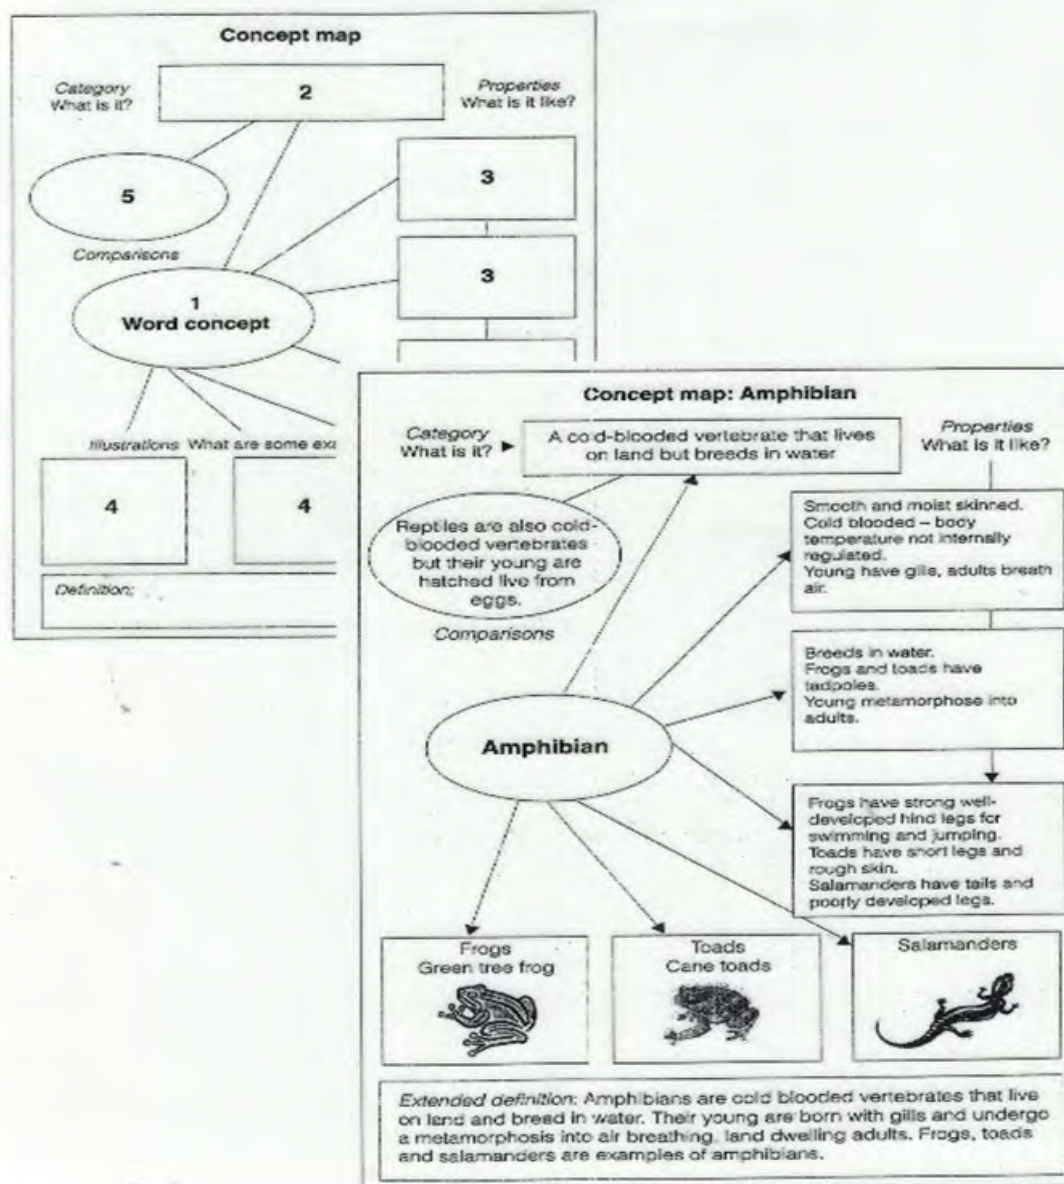 Concept map
Category
What is it?
2
Properties
What is it like?
5
3
Comparisons
3
1
Word concept
Illustrations What are some exa
4
4
Definition:
Concept map: Amphibian
Category
What is it?
A cold-blooded vertebrate that lives
on land but breeds in water
Properties
What is it like?
Reptiles are also cold-
blooded vertebrates
but their young are
hatched live from
eggs.
Comparisons
Smooth and moist skinned.
Cold blooded – body
temperature not internally
regulated.
Young have gills, adults breath
air.
Breeds in water.
Frogs and toads have
tadpoles.
Young metamorphose into
adults.
Amphibian
Frogs have strong well-
developed hind legs for
swimming and jumping.
Toads have short legs and
rough skin.
Salamanders have tails and
poorly developed legs.
Frogs
Green tree frog
Toads
Cane toads
Salamanders
Extended definition: Amphibians are cold blooded vertebrates that live
on land and breed in water. Their young are born with gills and undergo
a metamorphosis into air breathing, land dwelling adults. Frogs, toads
and salamanders are examples of amphibians.